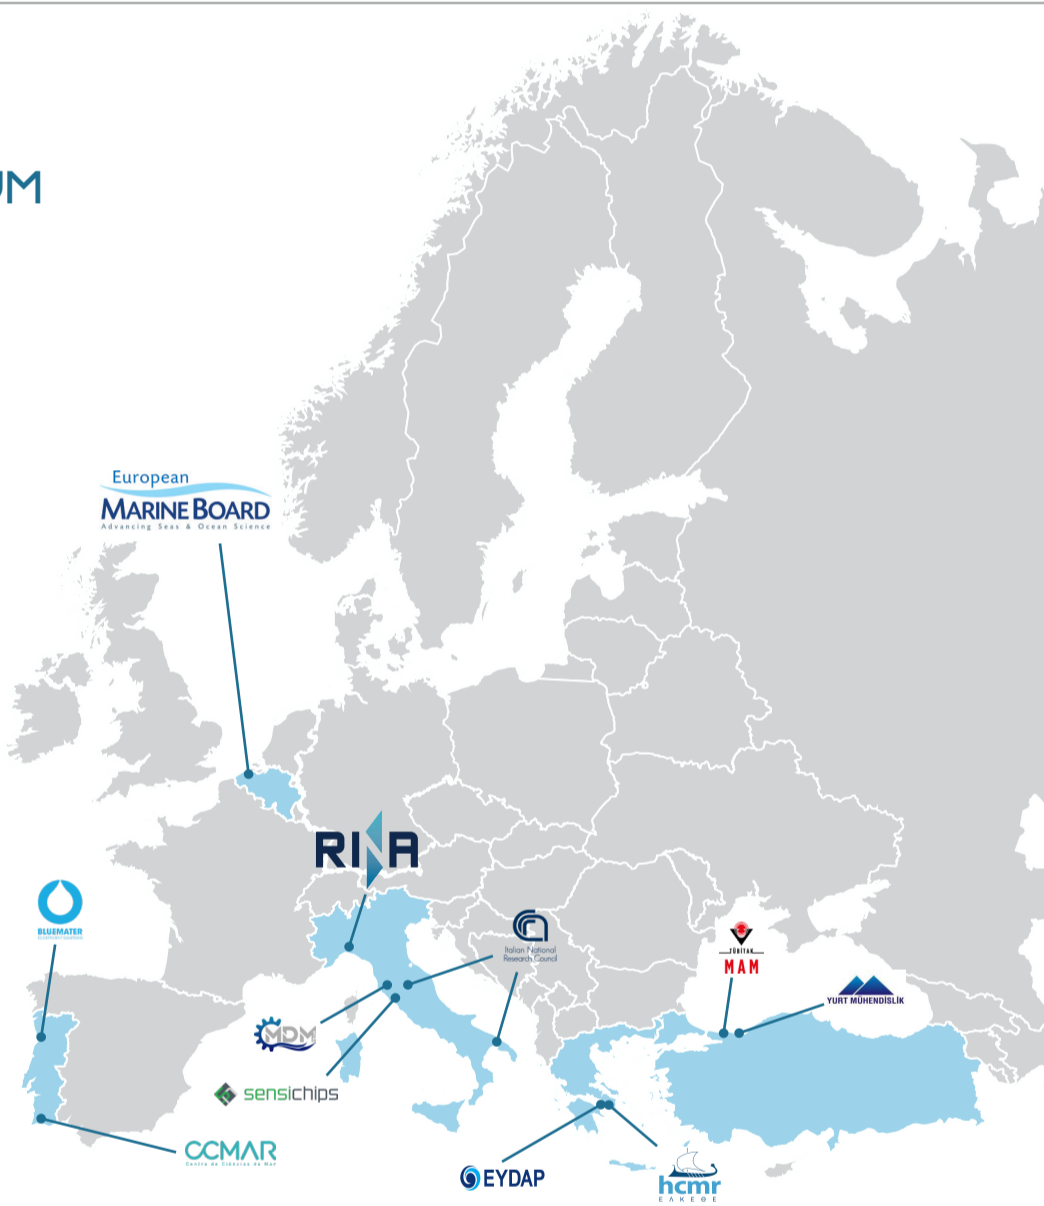 UM
European
MARINE BOARD
Advancing Seas & Ocean Science
RINA
BLUEMATER
Italian National
Research Council
TÜBİTAK
MAM
YURT MÜHENDİSLİK
MDM
sensichips
CCMAR
Centro de Ciências do Mar
EYDAP
hcmr
ΕΛΚΕΘΕ